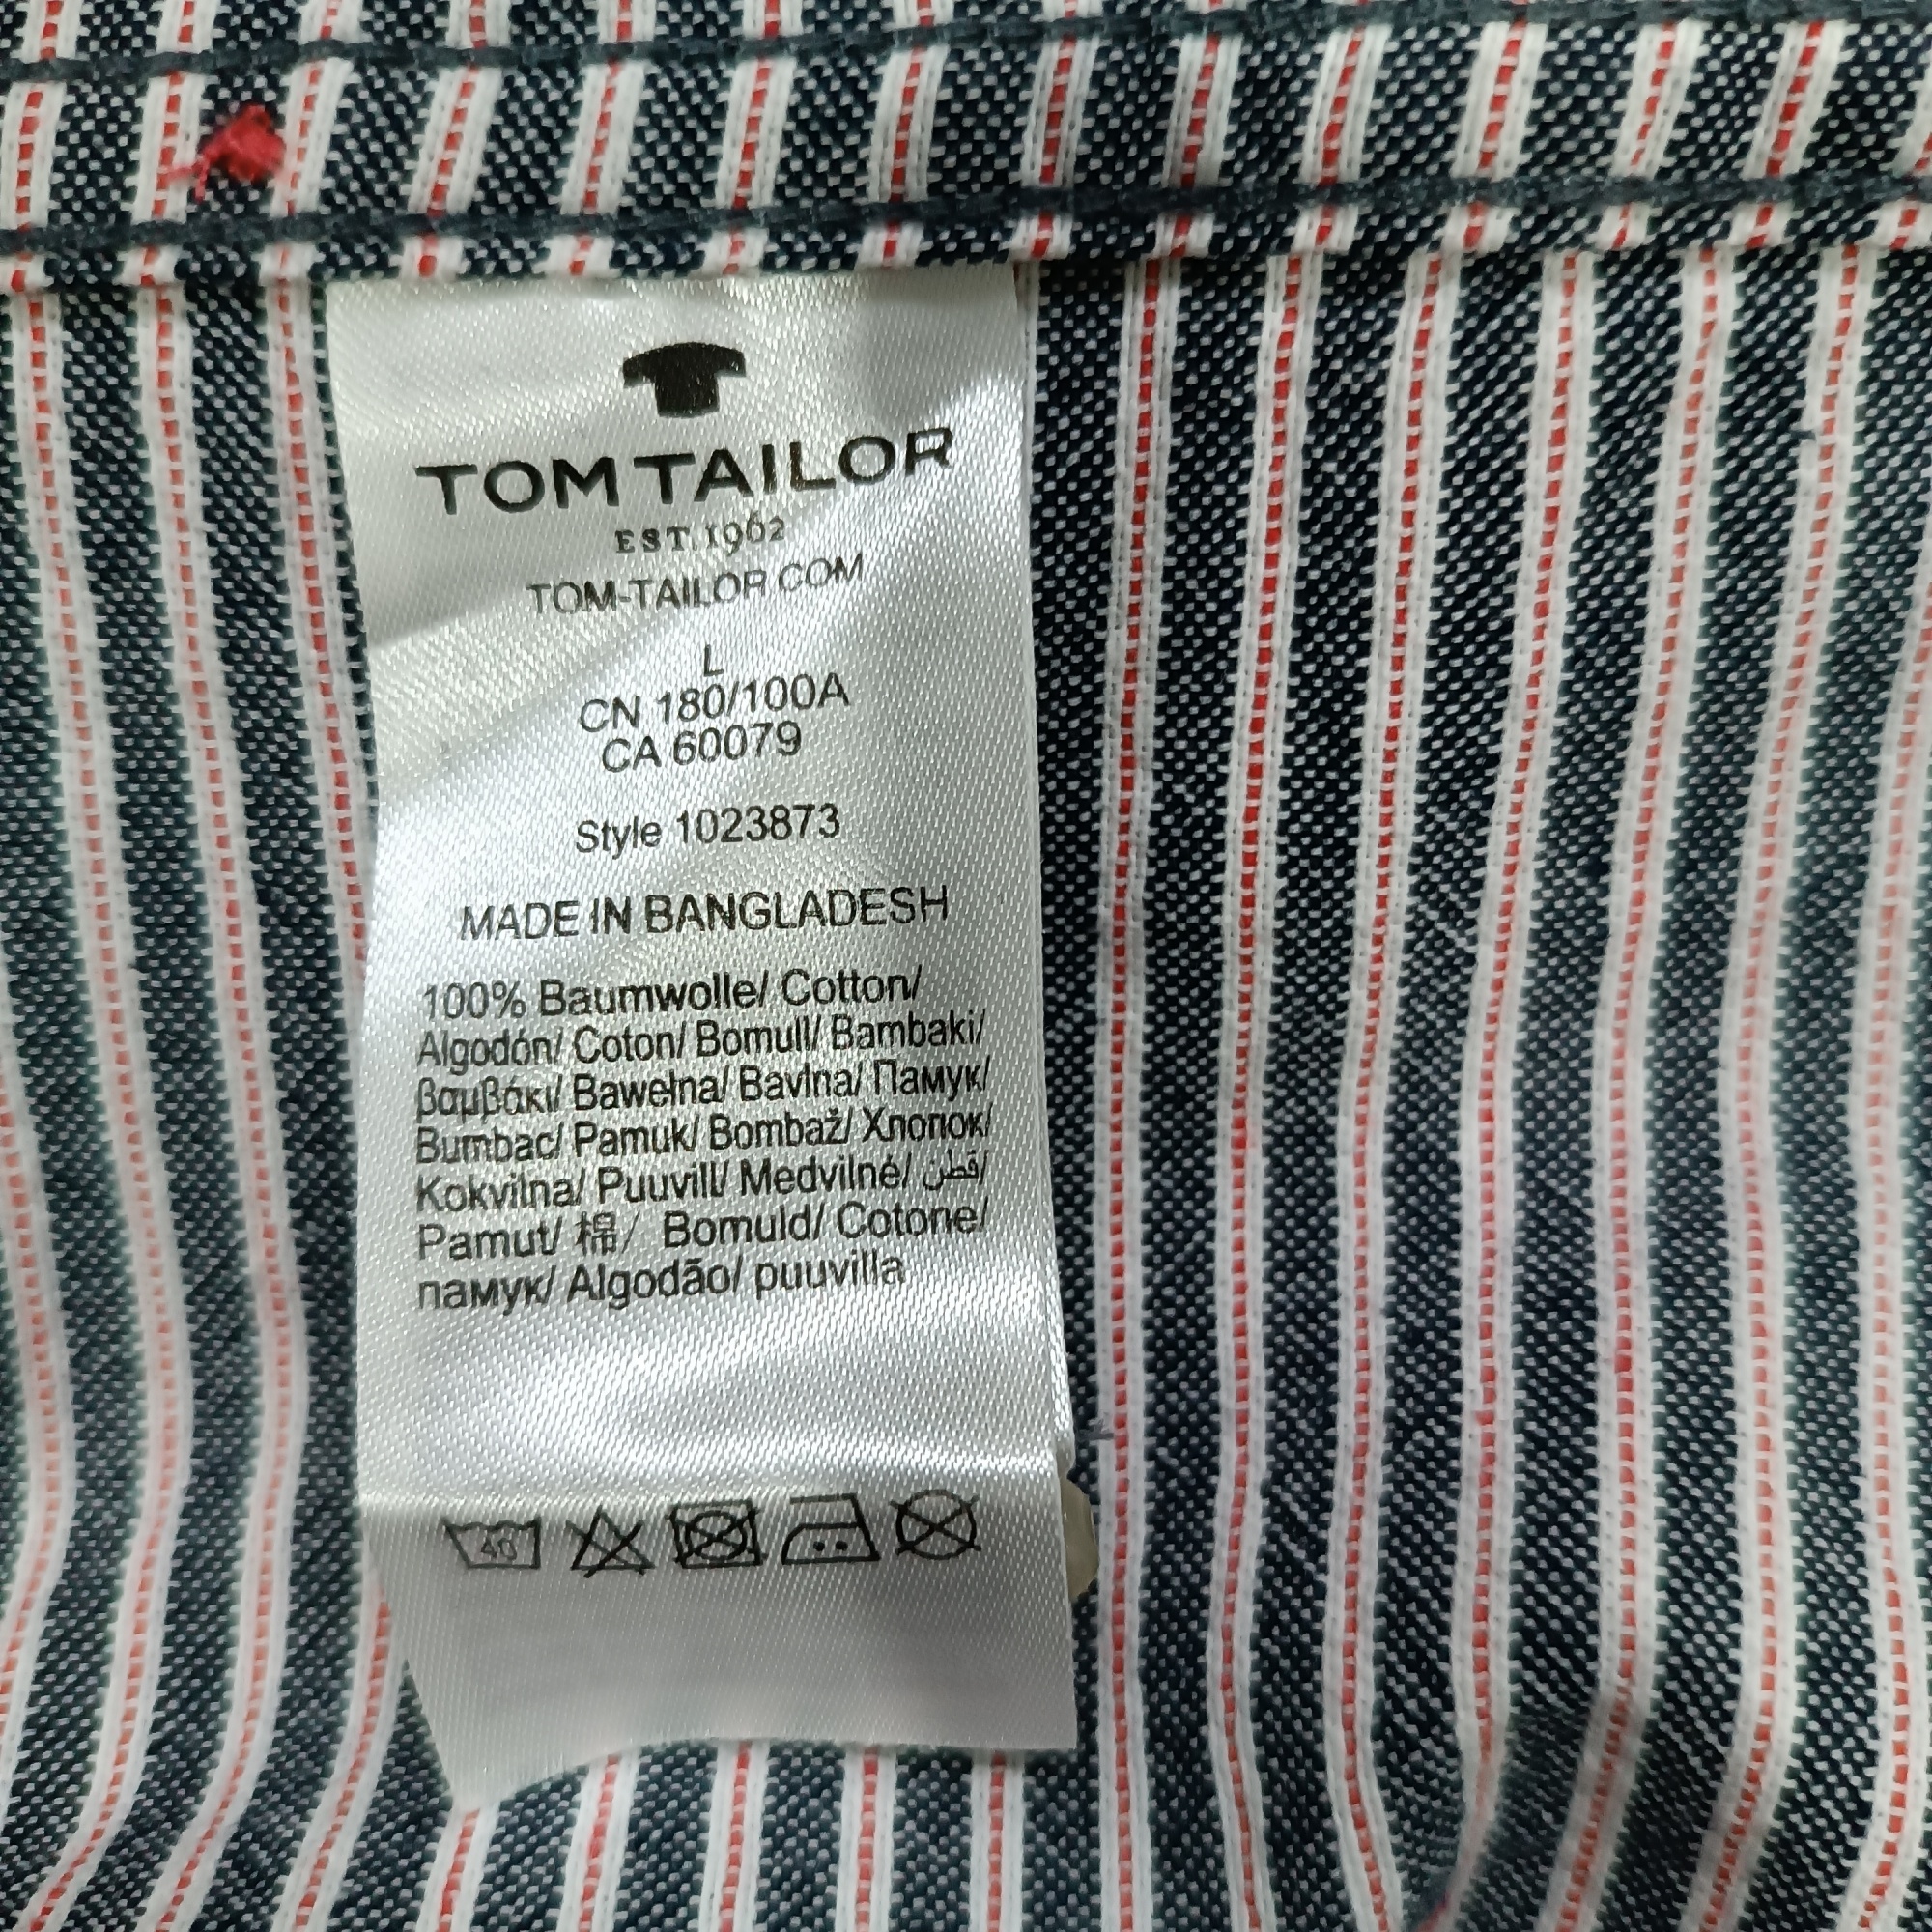 TOM TAILOR
EST. 1962
TOM-TAILOR.COM
L
CN 180/100A
CA 60079
Style 1023873
MADE IN BANGLADESH
100% Baumwolle/ Cotton/
Algodón/ Coton/ Bomull/ Bambaki/
βαμβάκι/ Bawełna/ Bavlna/ Памук/
Bumbac/ Pamuk/ Bombaž/ Хлопок/
Kokvilna/ Puuvill/ Medvilnė/ قطن/
Pamut/ 棉/ Bomuld/ Cotone/
памук/ Algodão/ puuvilla
40